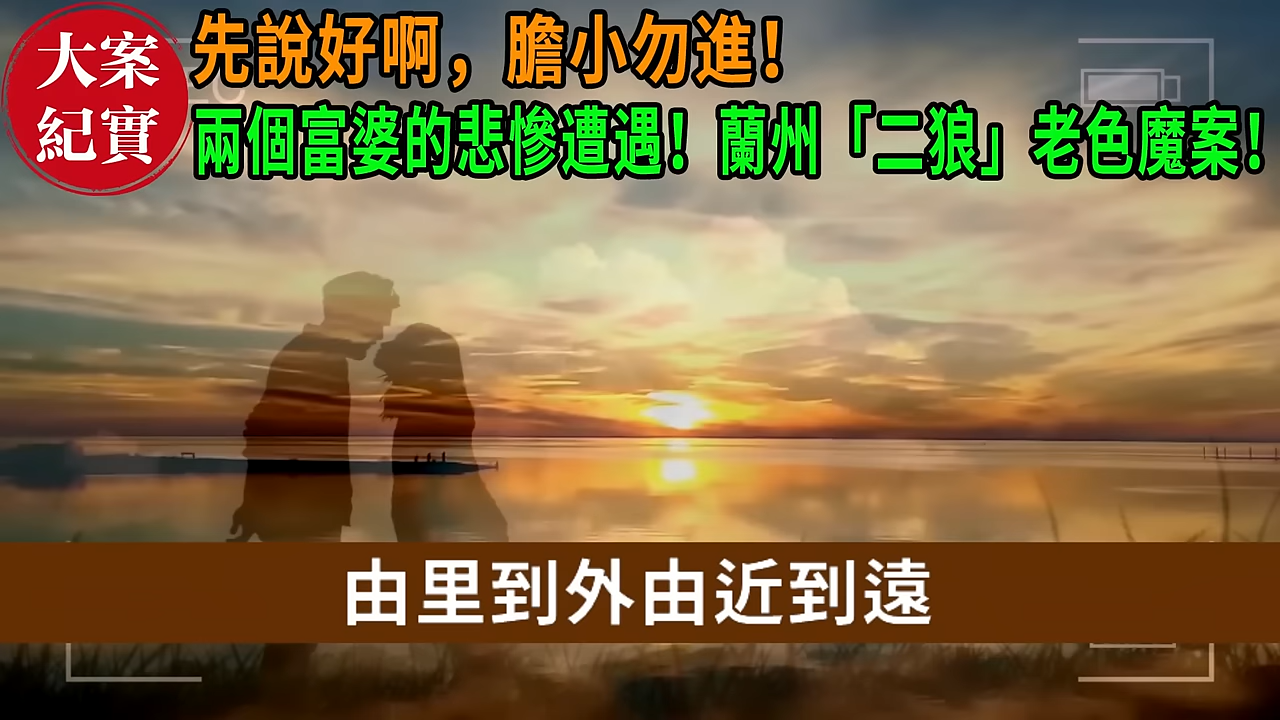 大案
紀實
先說好啊，膽小勿進！
兩個富婆的悲慘遭遇！蘭州「二狼」老色魔案！
由里到外由近到遠